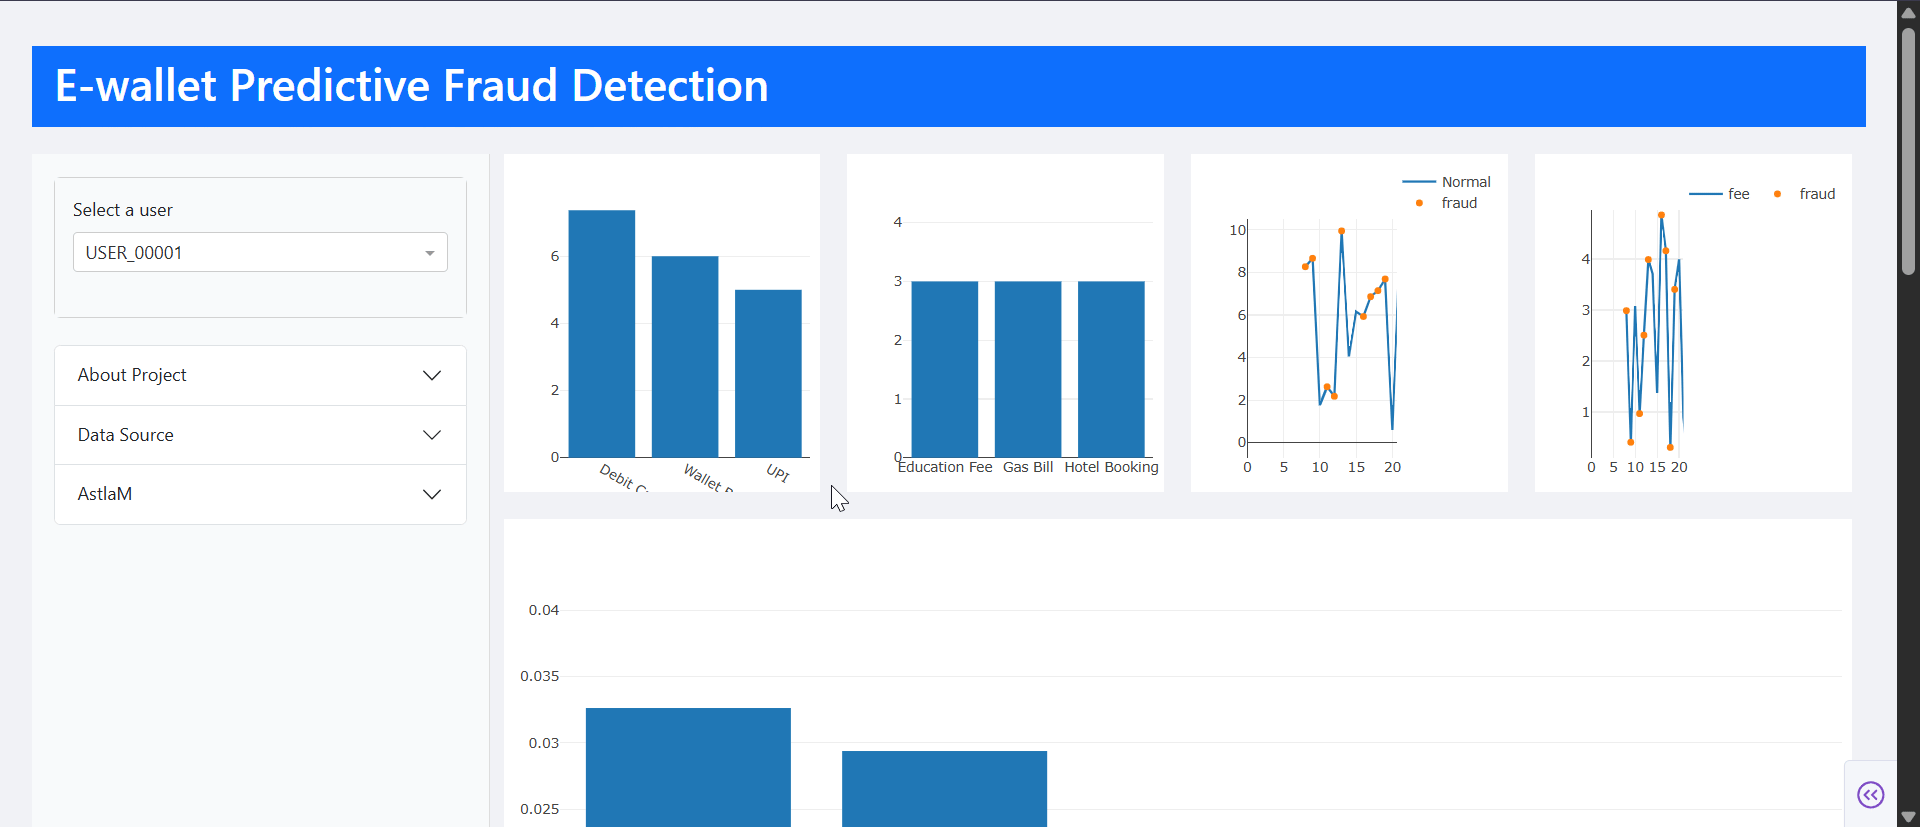 E-wallet Predictive Fraud Detection
Select a user
USER_00001
About Project
Data Source
AstlaM
6
4
2
0
Debit
Wallet
UPI
4
3
2
1
0
Education Fee
Gas Bill
Hotel Booking
Normal
fraud
10
8
6
4
2
0
0 5 10 15 20
fee
fraud
4
3
2
1
0 5 10 15 20
0.04
0.035
0.03
0.025